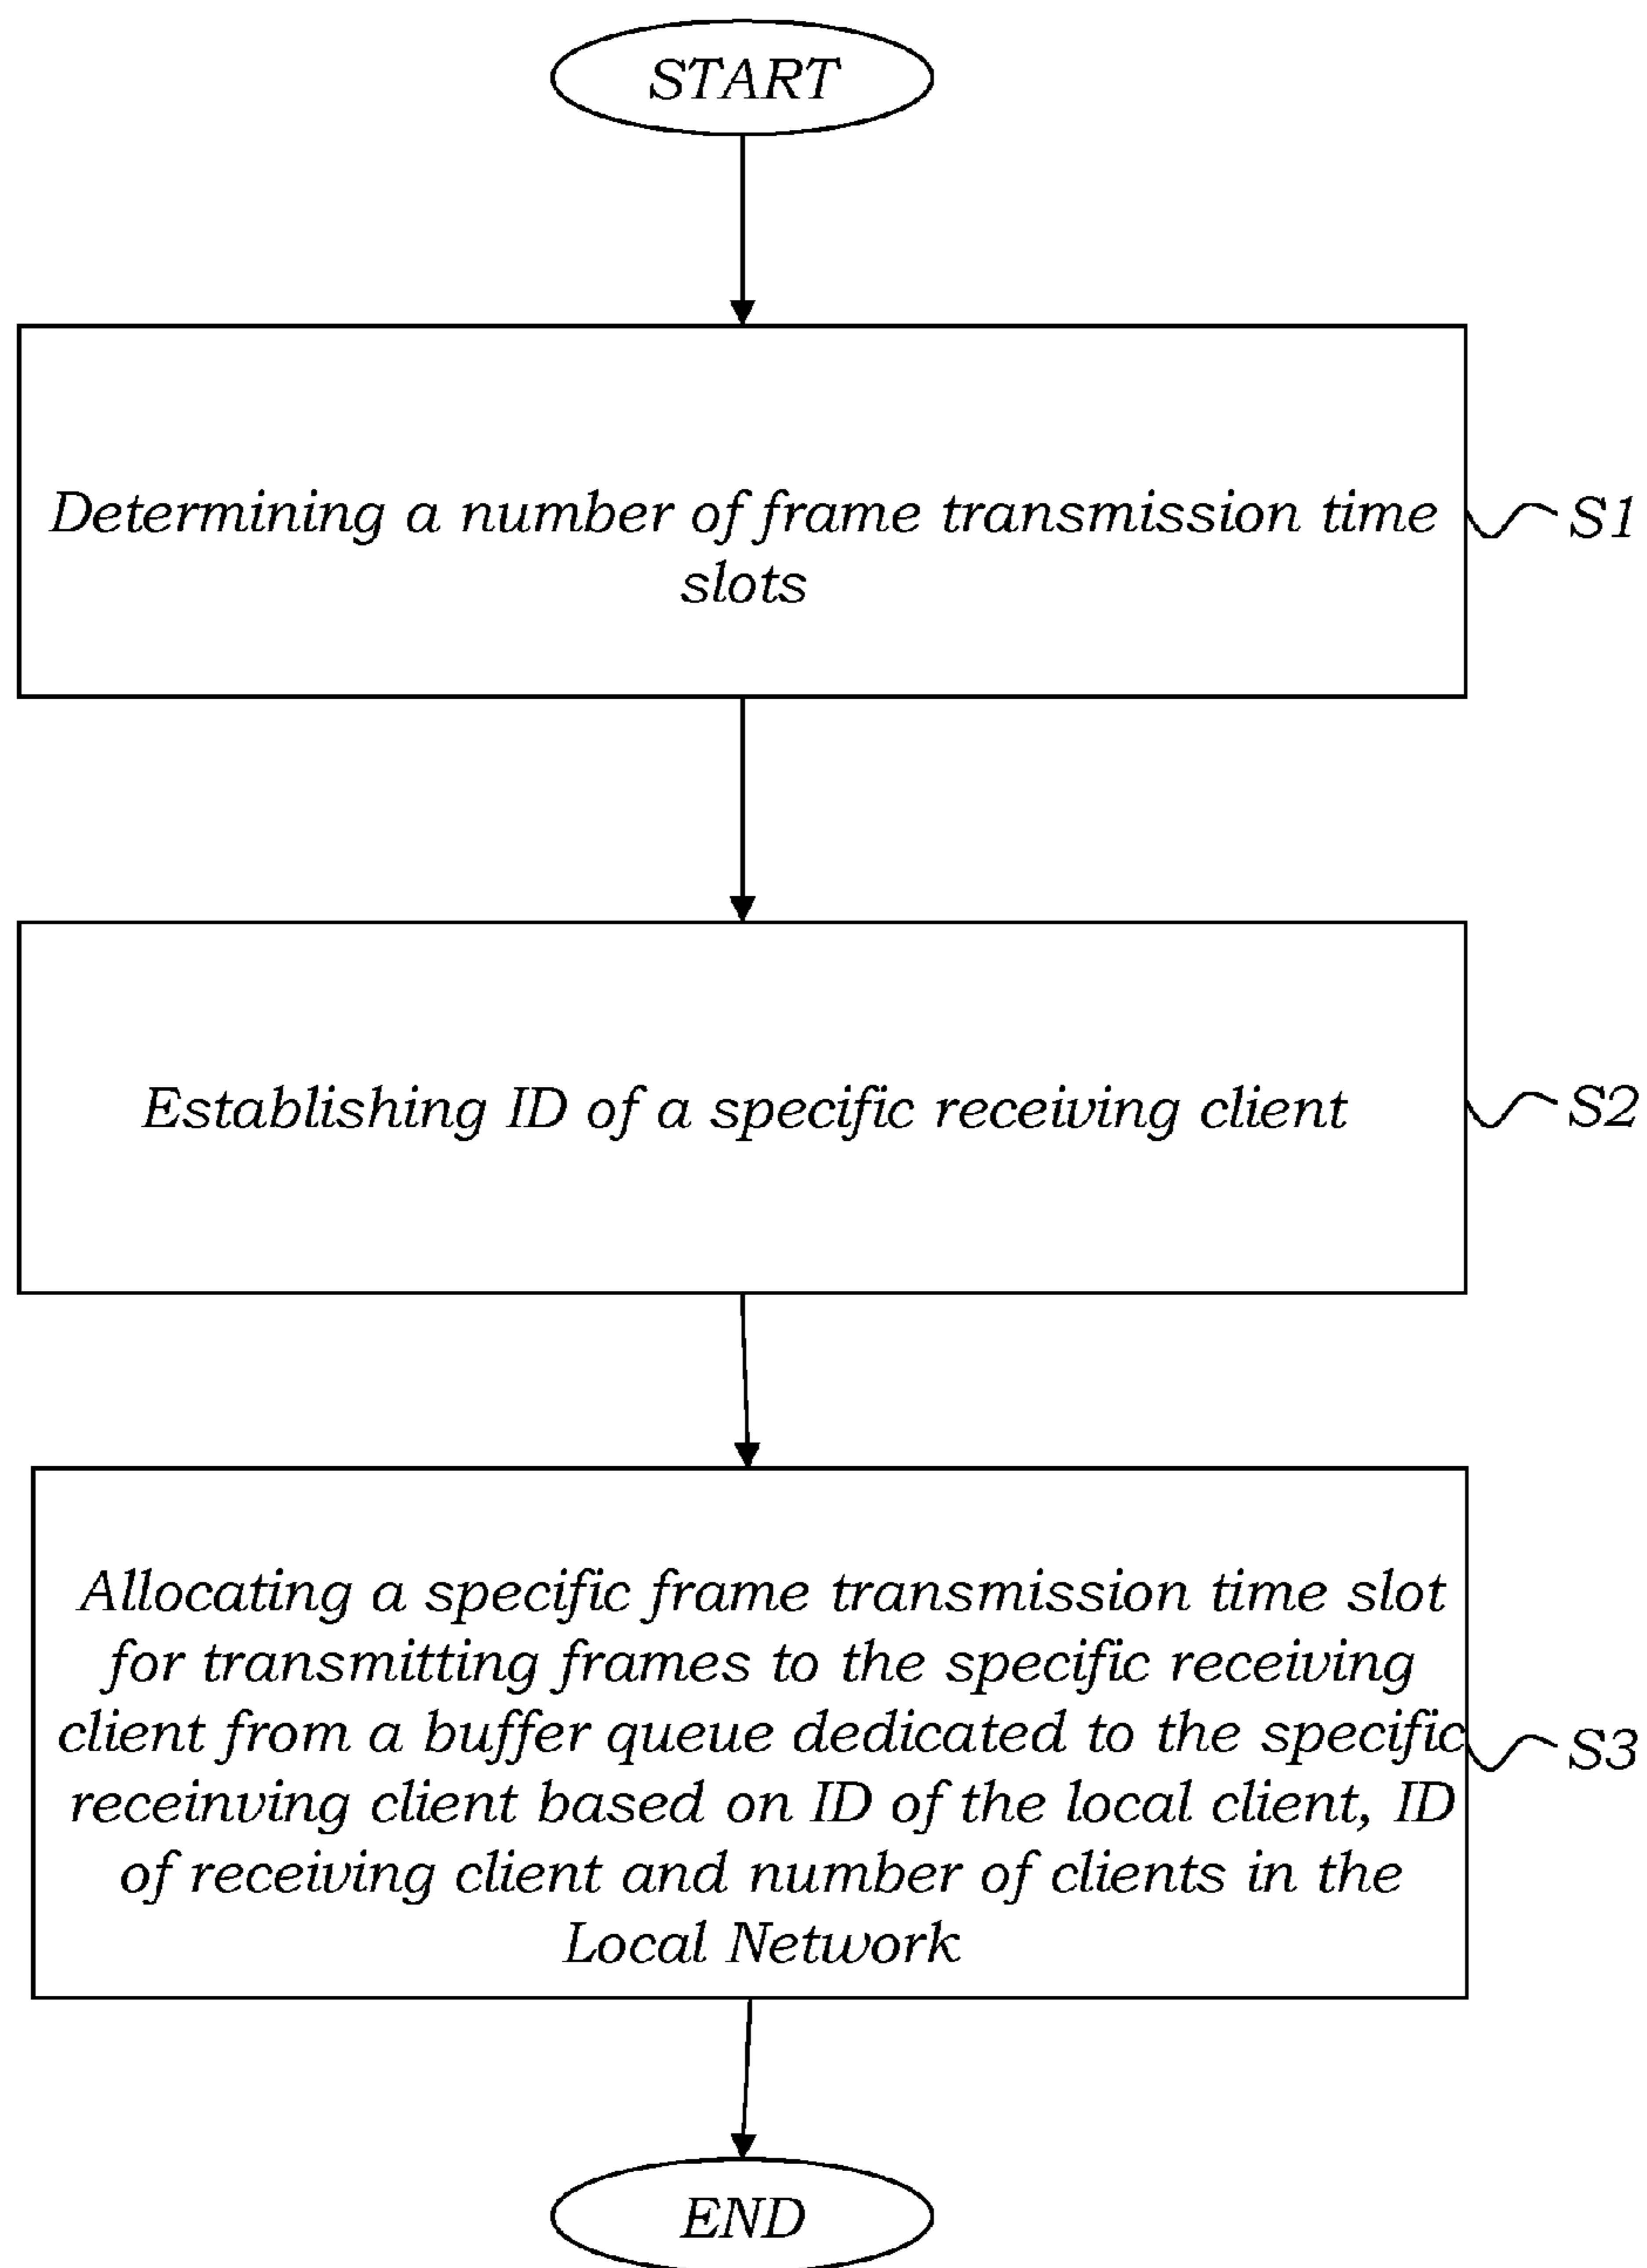 START
Determining a number of frame transmission time
slots
S1
Establishing ID of a specific receiving client
S2
Allocating a specific frame transmission time slot
for transmitting frames to the specific receiving
client from a buffer queue dedicated to the specific
receinving client based on ID of the local client, ID
of receiving client and number of clients in the
Local Network
S3
END